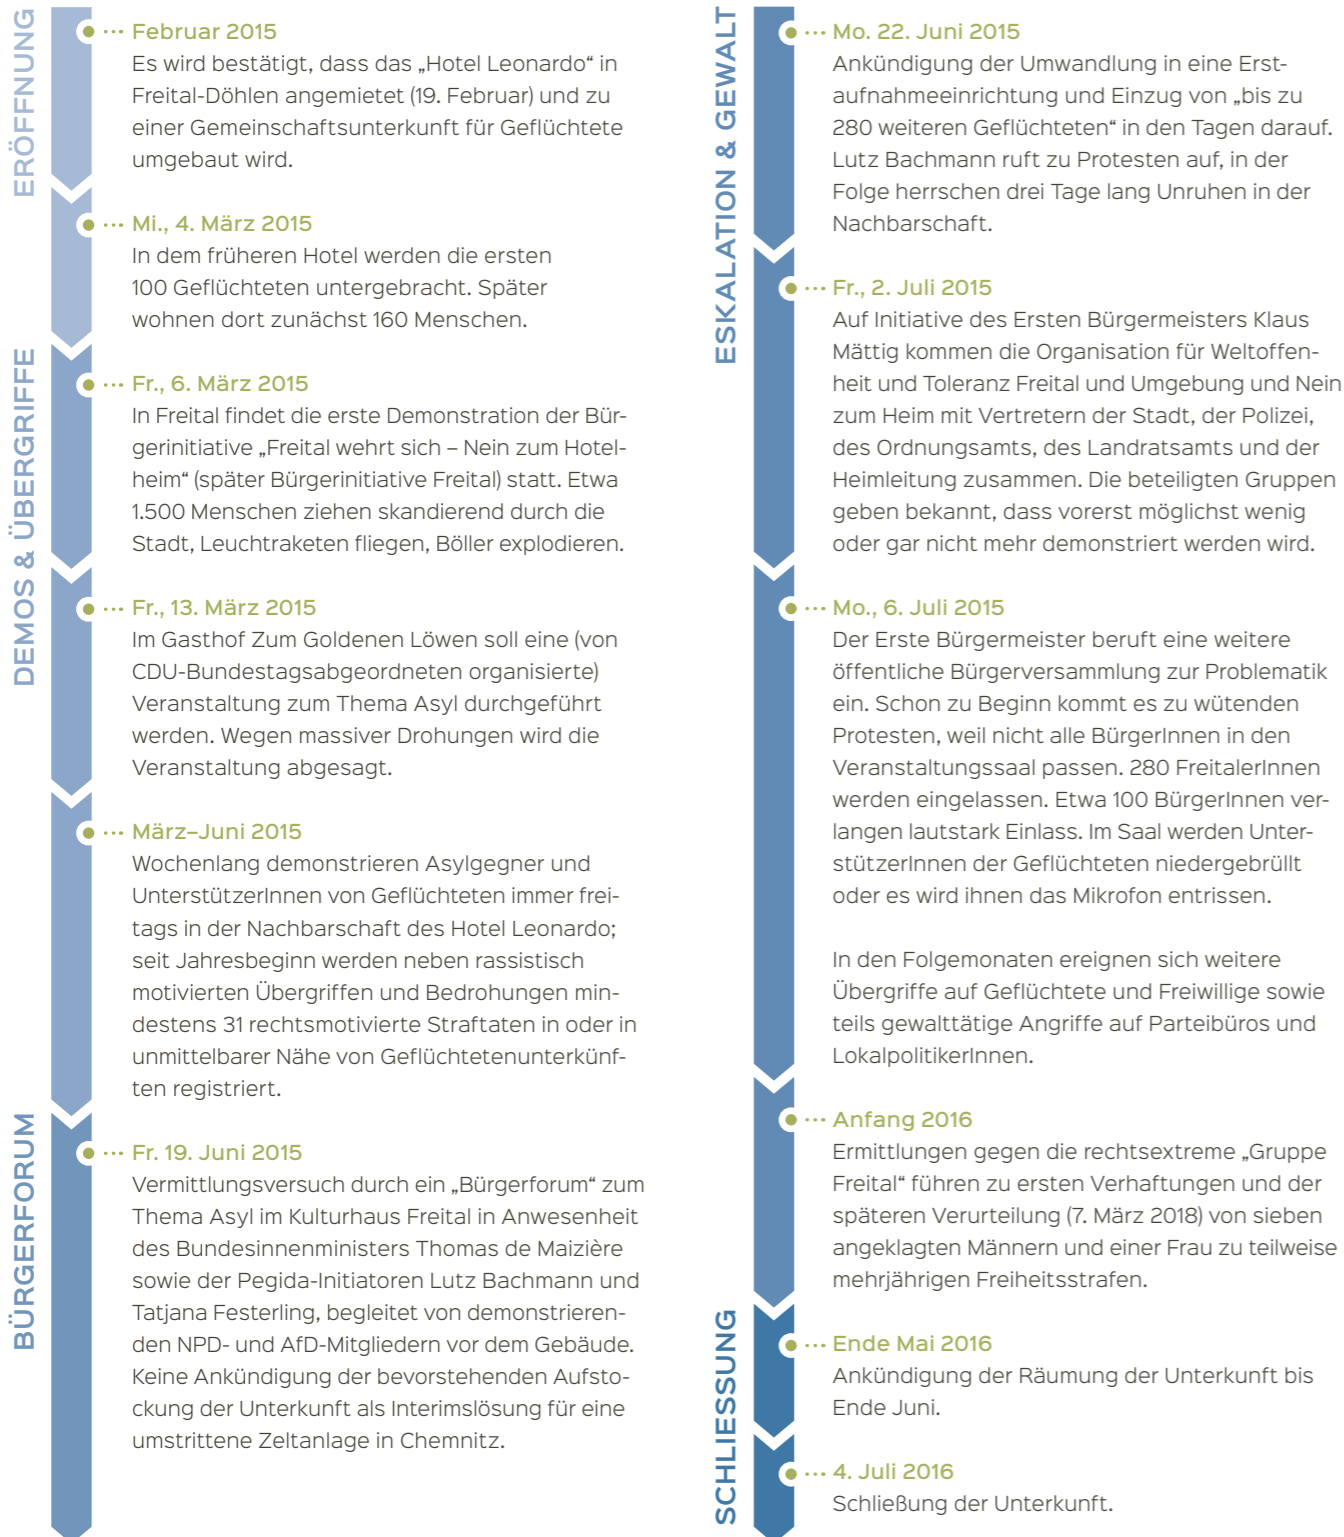 ERÖFFNUNG
Februar 2015
Es wird bestätigt, dass das „Hotel Leonardo“ in
Freital-Döhlen angemietet (19. Februar) und zu
einer Gemeinschaftsunterkunft für Geflüchtete
umgebaut wird.
Mi., 4. März 2015
In dem früheren Hotel werden die ersten
100 Geflüchteten untergebracht. Später
wohnen dort zunächst 160 Menschen.
DEMOS & ÜBERGRIFFE
Fr., 6. März 2015
In Freital findet die erste Demonstration der Bür-
gerinitiative „Freital wehrt sich – Nein zum Hotel-
heim“ (später Bürgerinitiative Freital) statt. Etwa
1.500 Menschen ziehen skandierend durch die
Stadt, Leuchtraketen fliegen, Böller explodieren.
Fr., 13. März 2015
Im Gasthof Zum Goldenen Löwen soll eine (von
CDU-Bundestagsabgeordneten organisierte)
Veranstaltung zum Thema Asyl durchgeführt
werden. Wegen massiver Drohungen wird die
Veranstaltung abgesagt.
März–Juni 2015
Wochenlang demonstrieren Asylgegner und
UnterstützerInnen von Geflüchteten immer frei-
tags in der Nachbarschaft des Hotel Leonardo;
seit Jahresbeginn werden neben rassistisch
motivierten Übergriffen und Bedrohungen min-
destens 31 rechtsmotivierte Straftaten in oder in
unmittelbarer Nähe von Geflüchtetenunterkünf-
ten registriert.
BÜRGERFORUM
Fr. 19. Juni 2015
Vermittlungsversuch durch ein „Bürgerforum“ zum
Thema Asyl im Kulturhaus Freital in Anwesenheit
des Bundesinnenministers Thomas de Maizière
sowie der Pegida-Initiatoren Lutz Bachmann und
Tatjana Festerling, begleitet von demonstrieren-
den NPD- und AfD-Mitgliedern vor dem Gebäude.
Keine Ankündigung der bevorstehenden Aufsto-
ckung der Unterkunft als Interimslösung für eine
umstrittene Zeltanlage in Chemnitz.
ESKALATION & GEWALT
Mo. 22. Juni 2015
Ankündigung der Umwandlung in eine Erst-
aufnahmeeinrichtung und Einzug von „bis zu
280 weiteren Geflüchteten“ in den Tagen darauf.
Lutz Bachmann ruft zu Protesten auf, in der
Folge herrschen drei Tage lang Unruhen in der
Nachbarschaft.
Fr., 2. Juli 2015
Auf Initiative des Ersten Bürgermeisters Klaus
Mättig kommen die Organisation für Weltoffen-
heit und Toleranz Freital und Umgebung und Nein
zum Heim mit Vertretern der Stadt, der Polizei,
des Ordnungsamts, des Landratsamts und der
Heimleitung zusammen. Die beteiligten Gruppen
geben bekannt, dass vorerst möglichst wenig
oder gar nicht mehr demonstriert werden wird.
Mo., 6. Juli 2015
Der Erste Bürgermeister beruft eine weitere
öffentliche Bürgerversammlung zur Problematik
ein. Schon zu Beginn kommt es zu wütenden
Protesten, weil nicht alle BürgerInnen in den
Veranstaltungssaal passen. 280 FreitalerInnen
werden eingelassen. Etwa 100 BürgerInnen ver-
langen lautstark Einlass. Im Saal werden Unter-
stützerInnen der Geflüchteten niedergebrüllt
oder es wird ihnen das Mikrofon entrissen.
In den Folgemonaten ereignen sich weitere
Übergriffe auf Geflüchtete und Freiwillige sowie
teils gewalttätige Angriffe auf Parteibüros und
LokalpolitikerInnen.
Anfang 2016
Ermittlungen gegen die rechtsextreme „Gruppe
Freital“ führen zu ersten Verhaftungen und der
späteren Verurteilung (7. März 2018) von sieben
angeklagten Männern und einer Frau zu teilweise
mehrjährigen Freiheitsstrafen.
SCHLIESSUNG
Ende Mai 2016
Ankündigung der Räumung der Unterkunft bis
Ende Juni.
4. Juli 2016
Schließung der Unterkunft.